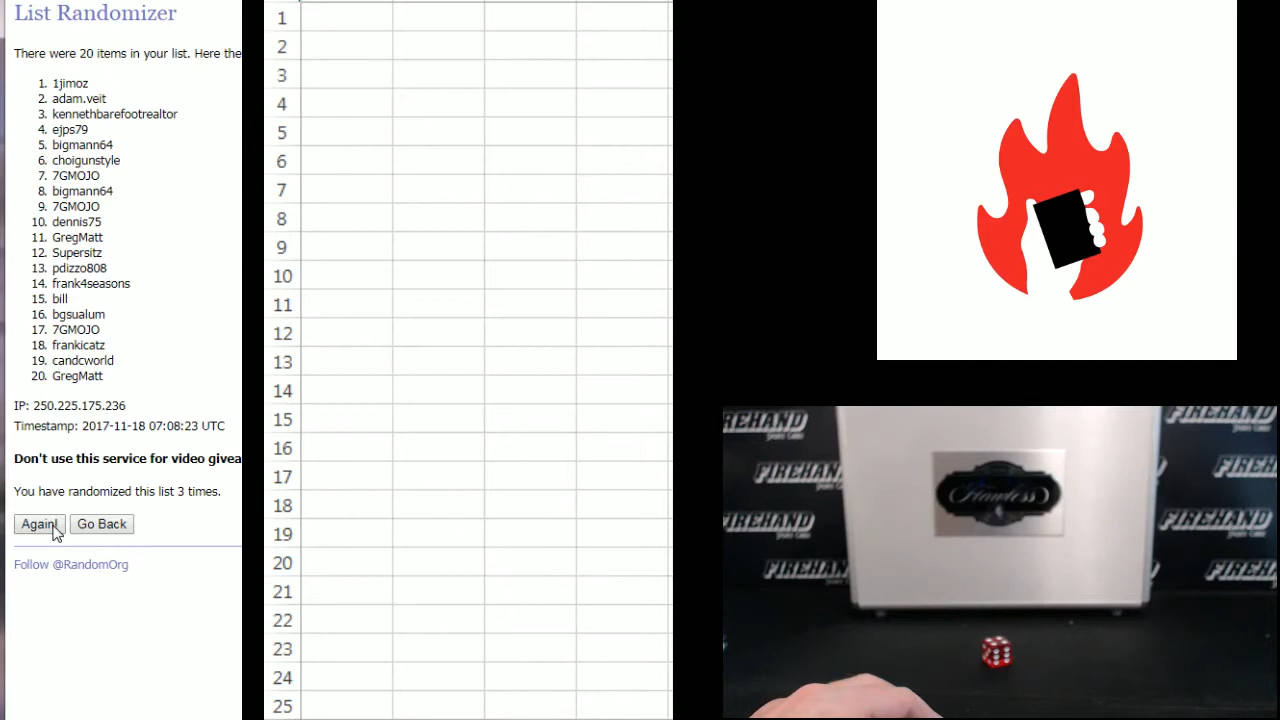 List Randomizer
There were 20 items in your list. Here the
1. 1jimoz
2. adam.veit
3. kennethbarefootrealtor
4. ejps79
5. bigmann64
6. choigunstyle
7. 7GMOJO
8. bigmann64
9. 7GMOJO
10. dennis75
11. GregMatt
12. Supersitz
13. pdizzo808
14. frank4seasons
15. bill
16. bgsualum
17. 7GMOJO
18. frankicatz
19. candcworld
20. GregMatt
IP: 250.225.175.236
Timestamp: 2017-11-18 07:08:23 UTC
Don't use this service for video givea
You have randomized this list 3 times.
Again!
Go Back
Follow @RandomOrg
1
2
3
4
5
6
7
8
9
10
11
12
13
14
15
16
17
18
19
20
21
22
23
24
25
FIREHAND
FIREHAND
FIREHAND
FIREHAND
FIREHAND
FIREHAND
Flawless